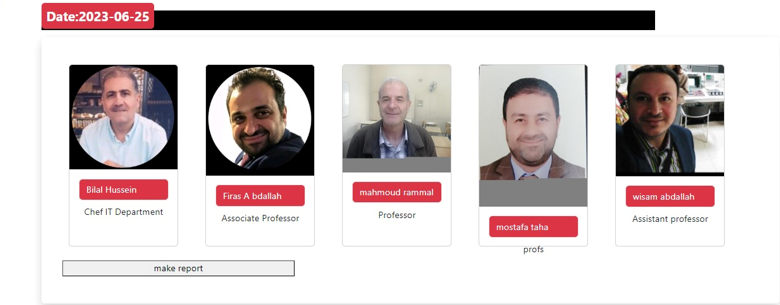 Date:2023-06-25
Bilal Hussein
Chef IT Department
Firas A bdallah
Associate Professor
mahmoud rammal
Professor
mostafa taha
profs
wisam abdallah
Assistant professor
make report